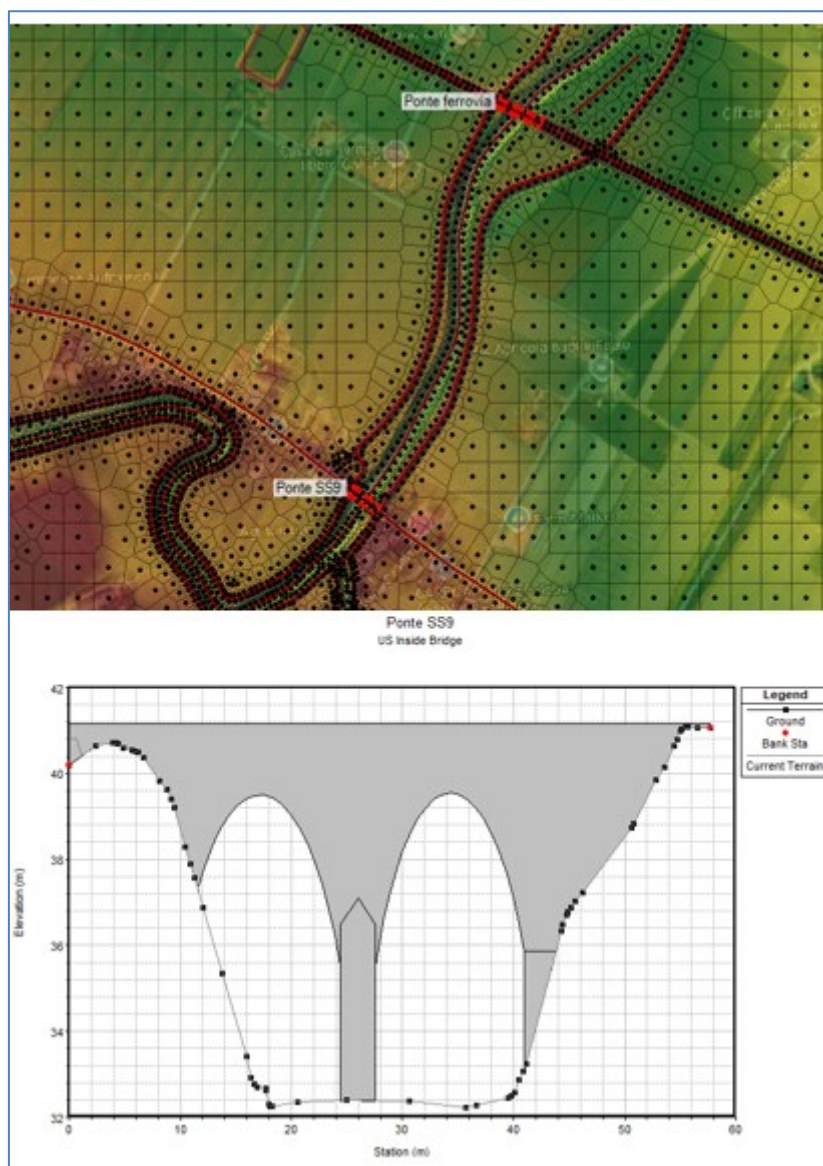 Ponte ferrovia
Ponte SS9
Ponte SS9
US Inside Bridge
42
40
38
36
34
32
Elevation (m)
0
10
20
30
40
50
60
Station (m)
Legend
Ground
Bank Sta
Current Terrain